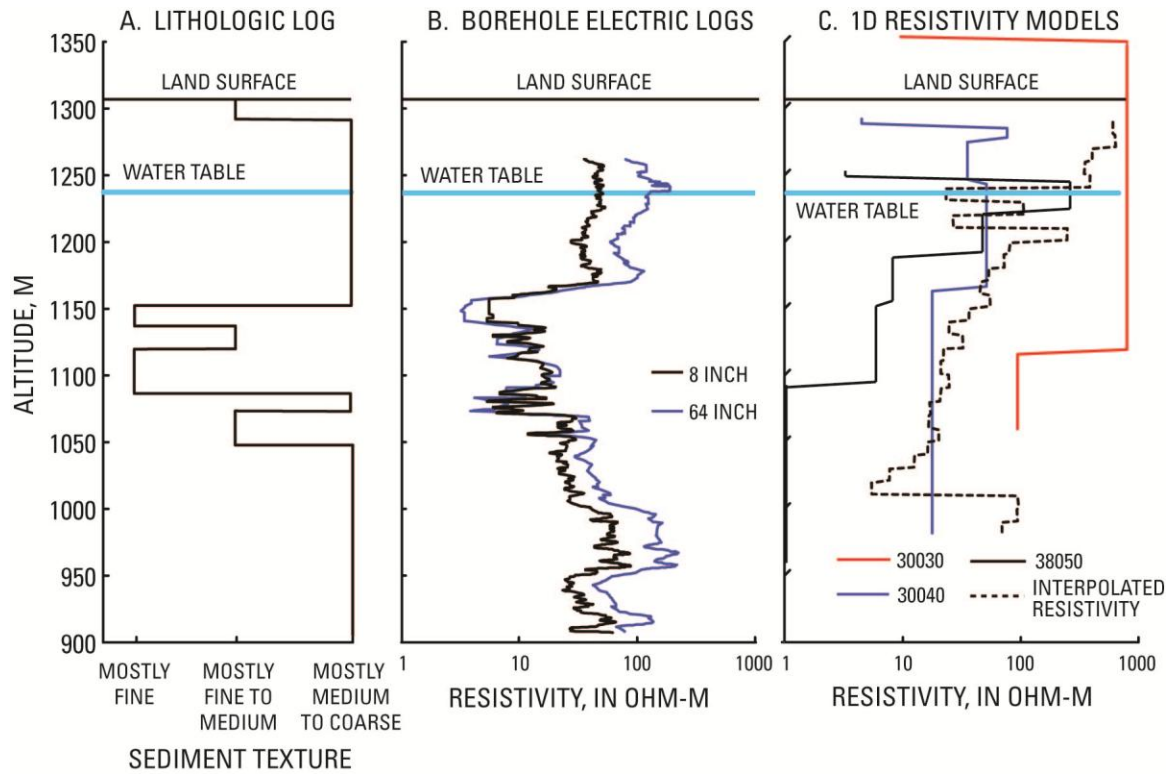 A. LITHOLOGIC LOG
B. BOREHOLE ELECTRIC LOGS
C. 1D RESISTIVITY MODELS
ALTITUDE, M
1350
1300
1250
1200
1150
1100
1050
1000
950
900
LAND SURFACE
WATER TABLE
MOSTLY
FINE
MOSTLY
FINE TO
MEDIUM
MOSTLY
MEDIUM
TO COARSE
SEDIMENT TEXTURE
LAND SURFACE
WATER TABLE
8 INCH
64 INCH
1 10 100 1000
RESISTIVITY, IN OHM-M
LAND SURFACE
WATER TABLE
30030
30040
38050
INTERPOLATED
RESISTIVITY
1 10 100 1000
RESISTIVITY, IN OHM-M